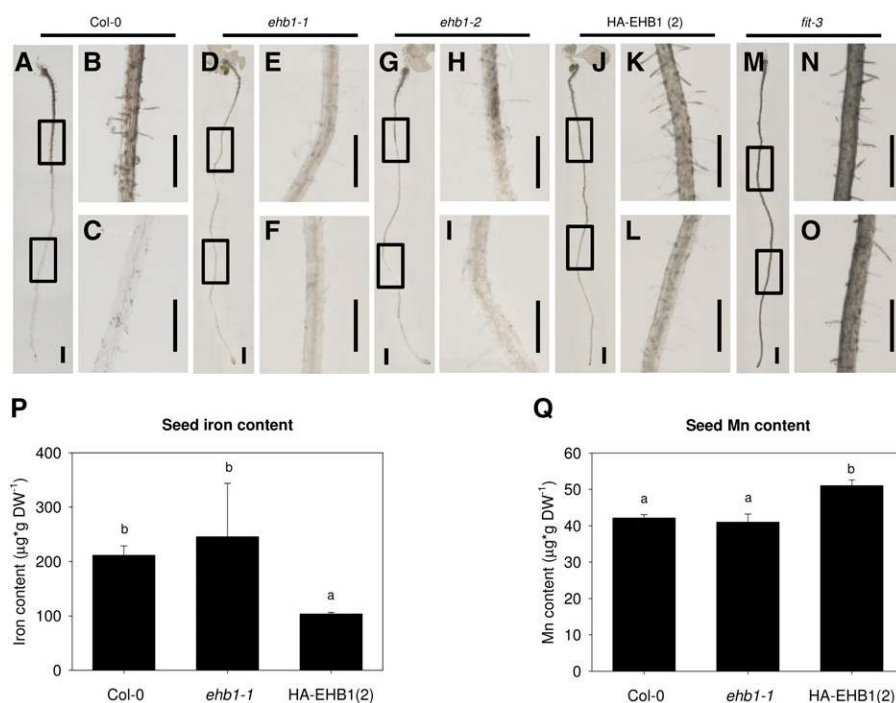 Col-0 ehb1-1 ehb1-2 HA-EHB1 (2) fit-3
A B D E G H J K M N
C F I L O
P
Seed iron content
400
300
200
100
0
Iron content (µg*g DW-1)
b
b
a
Col-0 ehb1-1 HA-EHB1(2)
Q
Seed Mn content
60
50
40
30
20
10
0
Mn content (µg*g DW-1)
a
a
b
Col-0 ehb1-1 HA-EHB1(2)